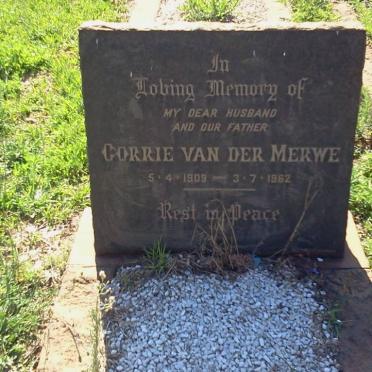 In
Loving Memory of
MY DEAR HUSBAND
AND OUR FATHER
CORRIE VAN DER MERWE
5·4·1909 — 3·7·1962
Rest in Peace